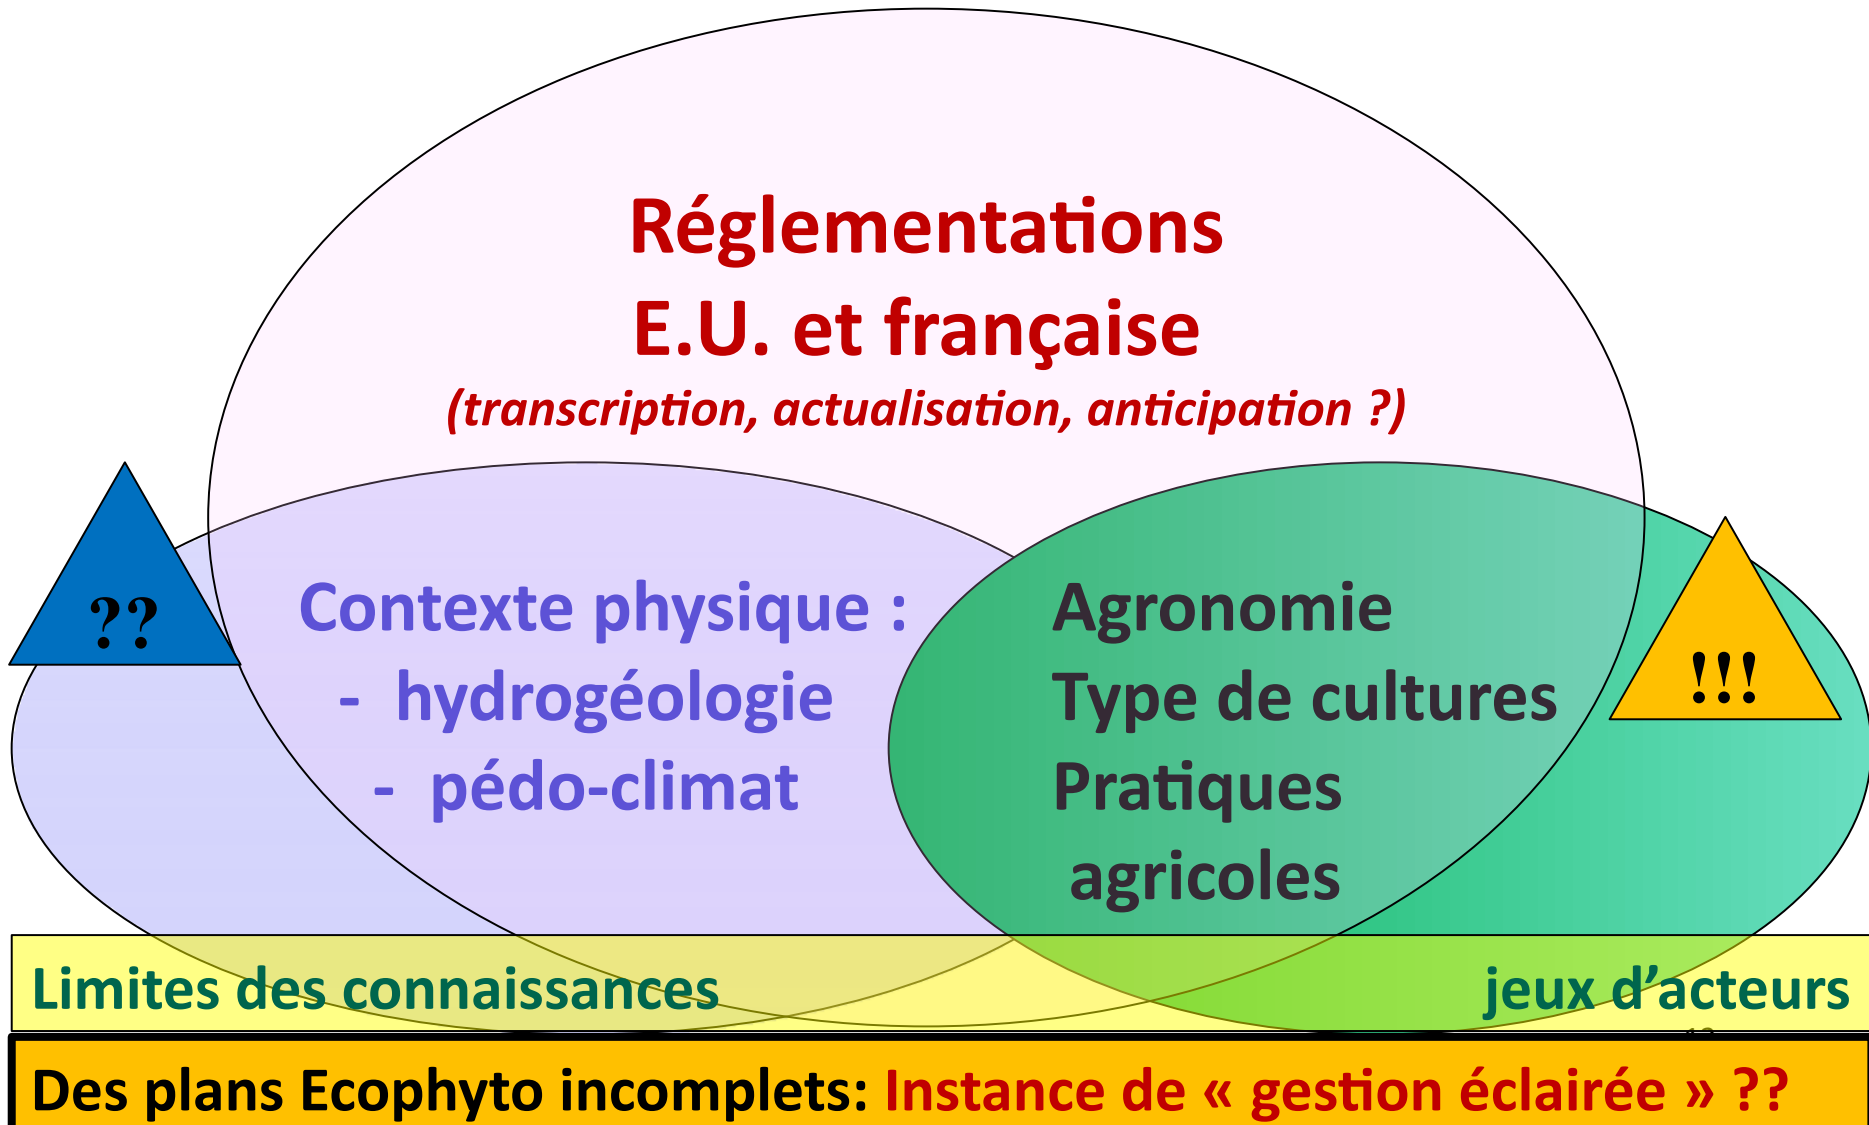 Réglementations
E.U. et française
(transcription, actualisation, anticipation ?)
??
Contexte physique :
- hydrogéologie
- pédo-climat
Agronomie
Type de cultures
Pratiques
agricoles
!!!
Limites des connaissances
jeux d’acteurs
Des plans Ecophyto incomplets: Instance de « gestion éclairée » ??